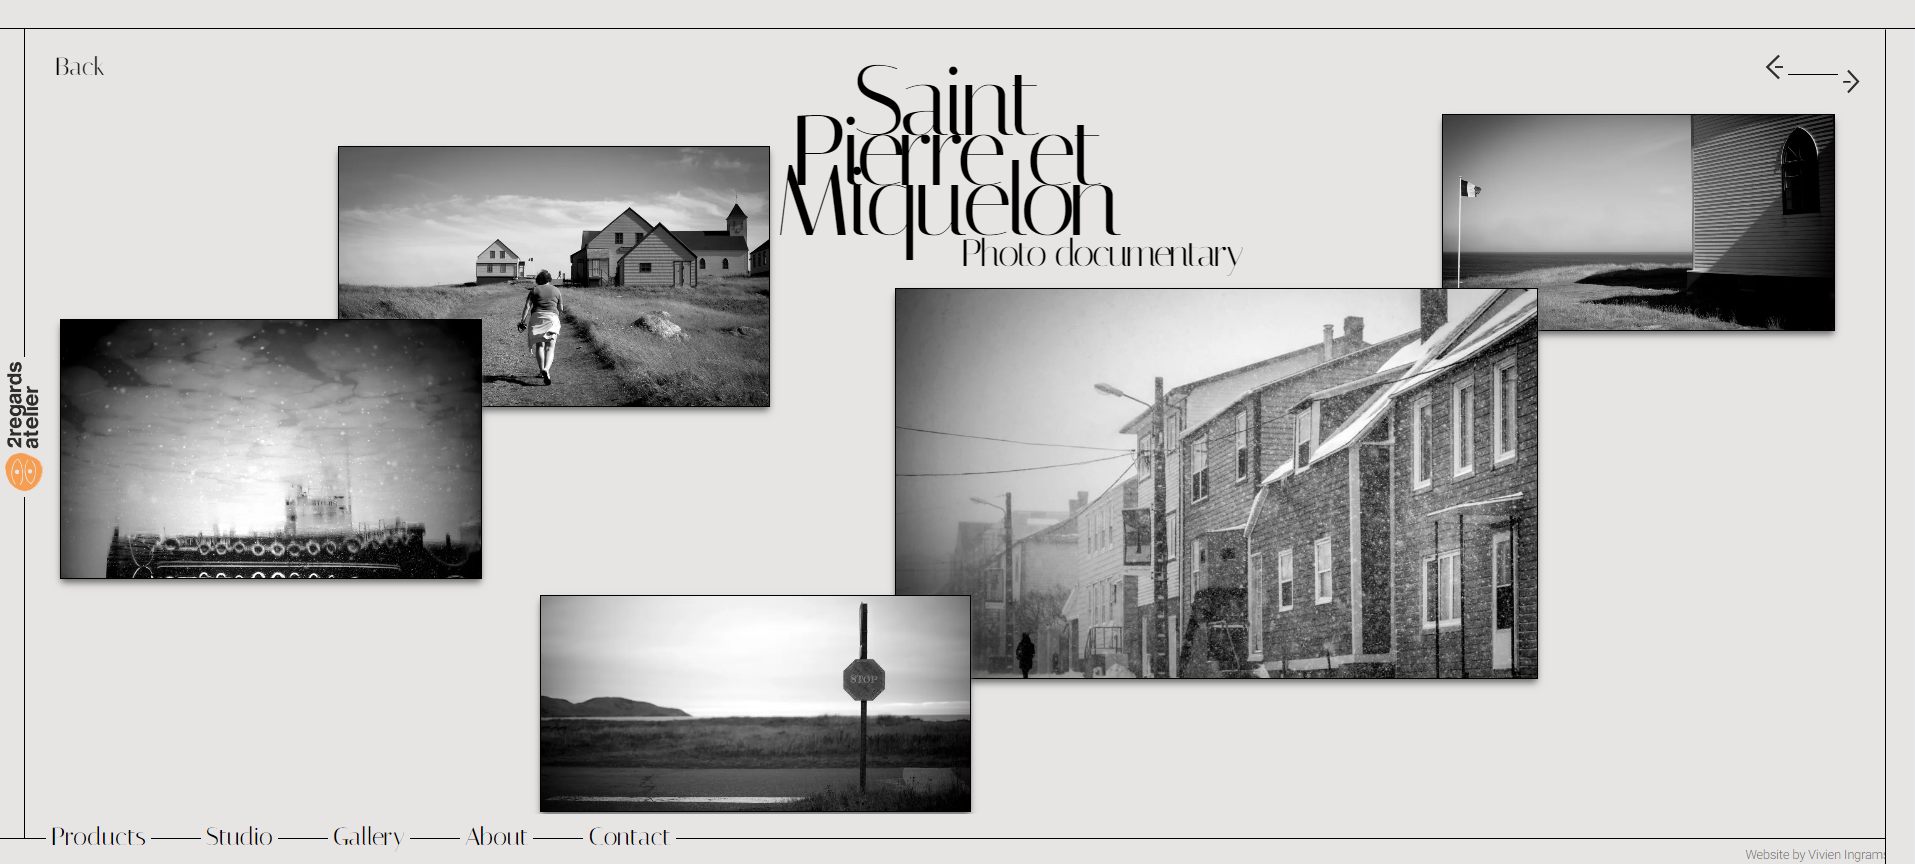 Back
Saint
Pierre et
Miquelon
Photo documentary
2regards
atelier
STOP
Products
Studio
Gallery
About
Contact
Website by Vivien Ingrams